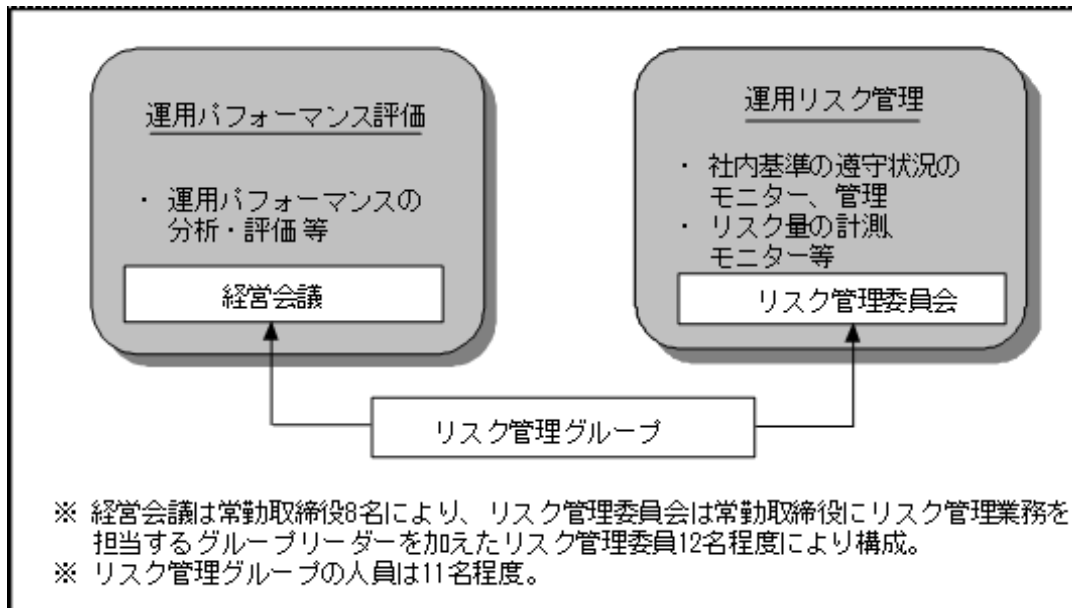 運用パフォーマンス評価
・ 運用パフォーマンスの
分析・評価 等
経営会議
運用リスク管理
・ 社内基準の遵守状況の
モニター、管理
・ リスク量の計測、
モニター等
リスク管理委員会
リスク管理グループ
※ 経営会議は常勤取締役8名により、リスク管理委員会は常勤取締役にリスク管理業務を
担当するグループリーダーを加えたリスク管理委員12名程度により構成。
※ リスク管理グループの人員は11名程度。